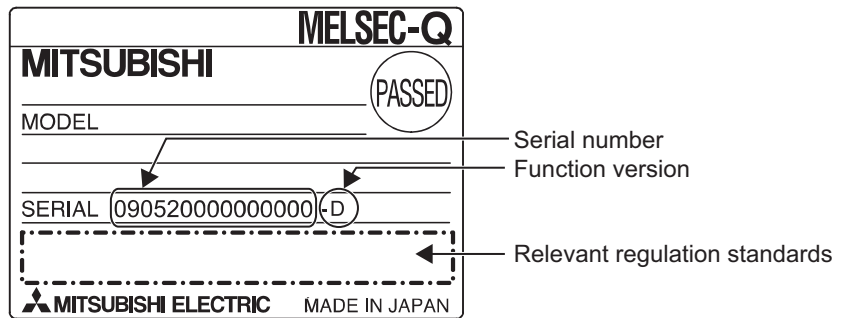 MELSEC-Q
MITSUBISHI
PASSED
MODEL
Serial number
Function version
SERIAL 090520000000000-D
Relevant regulation standards
MITSUBISHI ELECTRIC MADE IN JAPAN